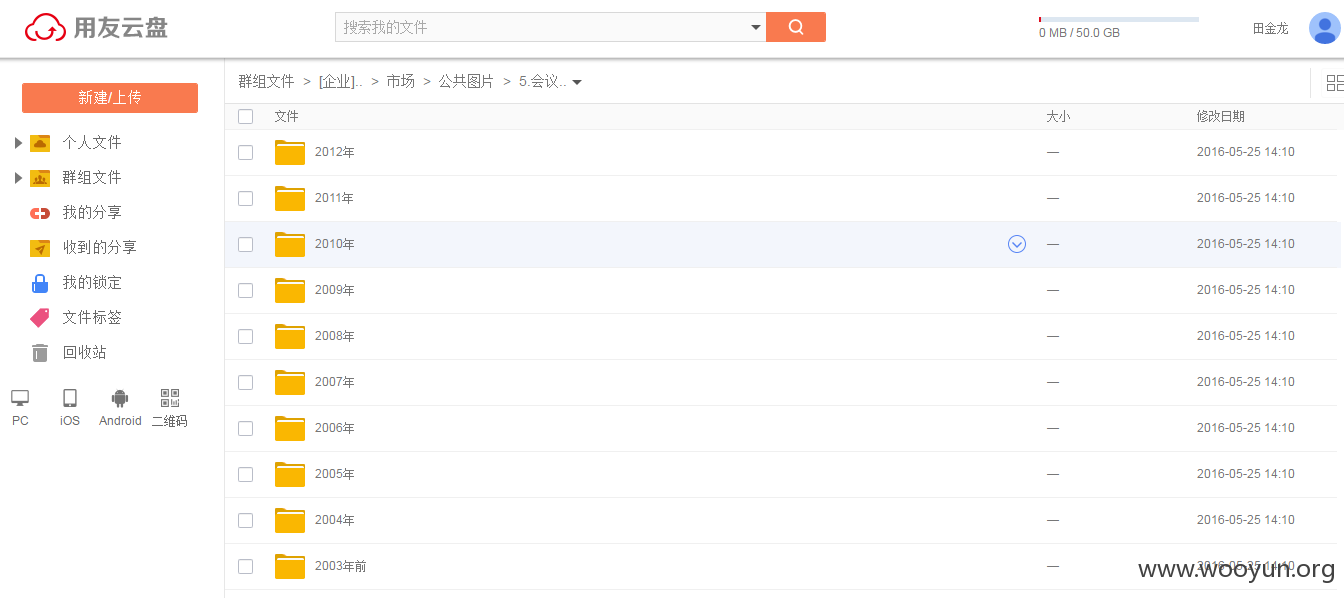 用友云盘
搜索我的文件
0 MB / 50.0 GB
田金龙
新建/上传
个人文件
群组文件
我的分享
收到的分享
我的锁定
文件标签
回收站
PC iOS Android 二维码
群组文件 > [企业].. > 市场 > 公共图片 > 5.会议..
文件 大小 修改日期
2012年 — 2016-05-25 14:10
2011年 — 2016-05-25 14:10
2010年 — 2016-05-25 14:10
2009年 — 2016-05-25 14:10
2008年 — 2016-05-25 14:10
2007年 — 2016-05-25 14:10
2006年 — 2016-05-25 14:10
2005年 — 2016-05-25 14:10
2004年 — 2016-05-25 14:10
2003年前 — 2016-05-25 14:10
www.wooyun.org